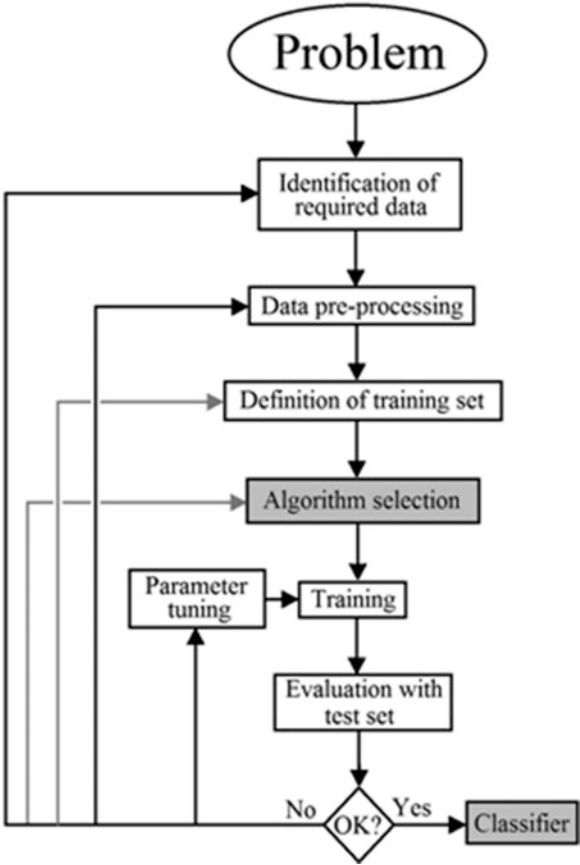 Problem
Identification of
required data
Data pre-processing
Definition of training set
Algorithm selection
Parameter
tuning
Training
Evaluation with
test set
No
OK?
Yes
Classifier